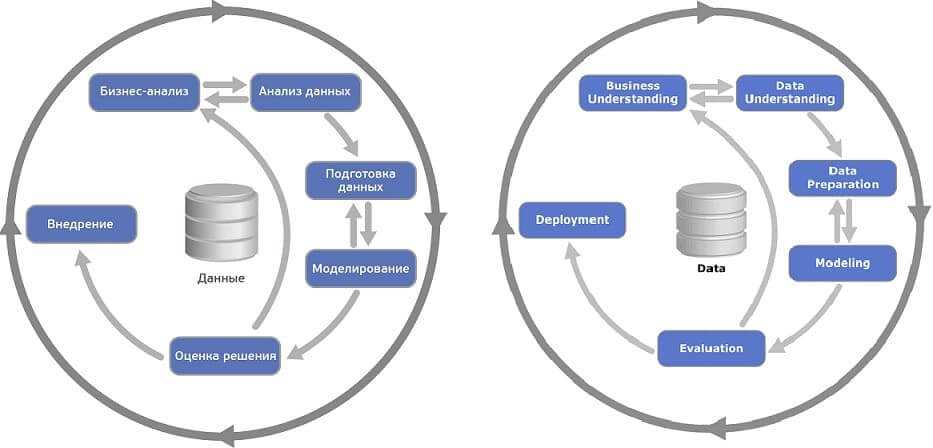 Бизнес-анализ
Анализ данных
Подготовка
данных
Моделирование
Оценка решения
Внедрение
Данные
Business
Understanding
Data
Understanding
Data
Preparation
Modeling
Evaluation
Deployment
Data